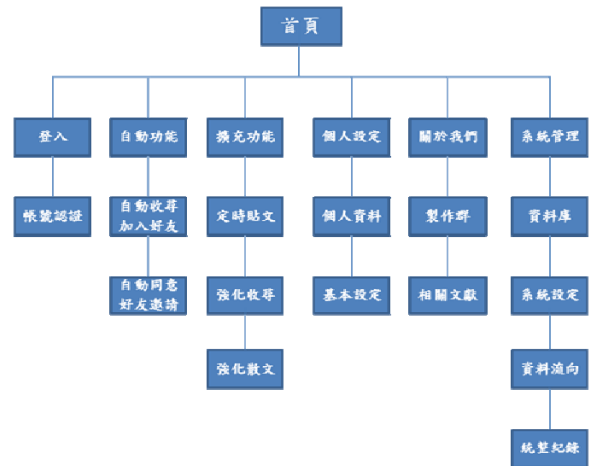 首頁
登入
自動功能
擴充功能
個人設定
關於我們
系統管理
帳號認證
自動收尋
加入好友
定時貼文
個人資料
製作群
資料庫
自動同意
好友邀請
強化收尋
基本設定
相關文獻
系統設定
強化散文
資料流向
統整紀錄